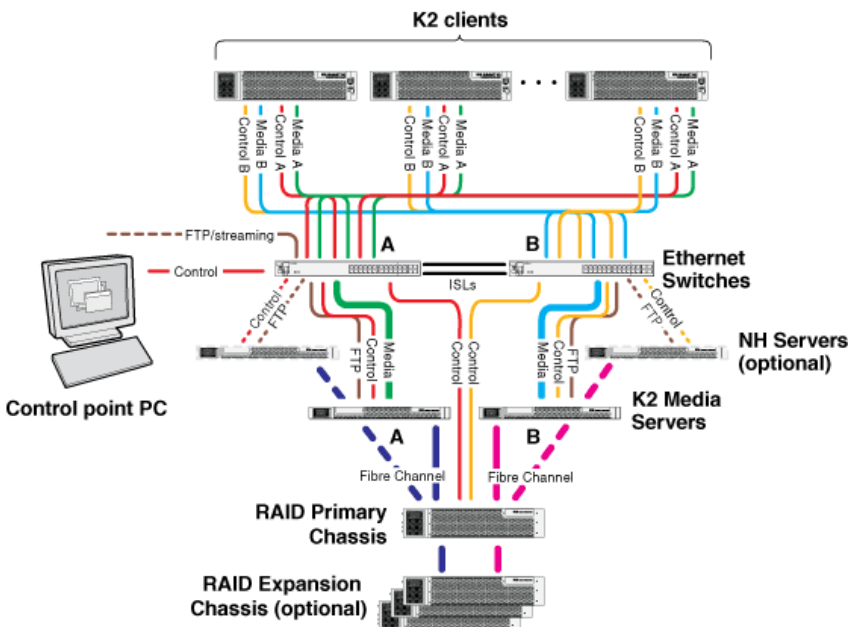 K2 clients
Control B
Media B
Control A
Media A
Control B
Media B
Control A
Media A
Control B
Media B
Control A
Media A
FTP/streaming
A
B
Ethernet
Switches
Control
ISLs
Control
FTP
FTP
Control
Media
Control
Control
Media
Control
FTP
FTP
Control
NH Servers
(optional)
Control point PC
K2 Media
Servers
A
B
Fibre Channel
Fibre Channel
RAID Primary
Chassis
RAID Expansion
Chassis (optional)